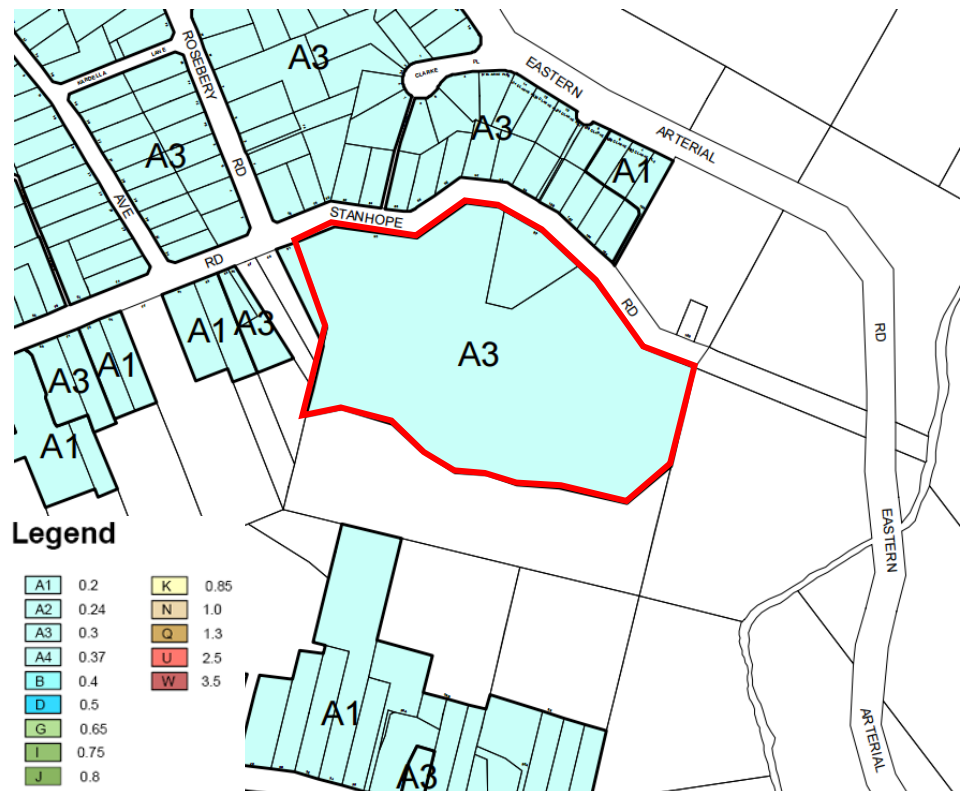 A3
WARDELLA LANE
ROSEBERY
RD
A3
AVE
CLARKE PL
EASTERN
ARTERIAL
A3
A1
STANHOPE
RD
RD
A1
A3
A3
A1
A1
A3
RD
EASTERN
ARTERIAL
A1
A3
Legend
A1 0.2
A2 0.24
A3 0.3
A4 0.37
B 0.4
D 0.5
G 0.65
I 0.75
J 0.8
K 0.85
N 1.0
Q 1.3
U 2.5
W 3.5